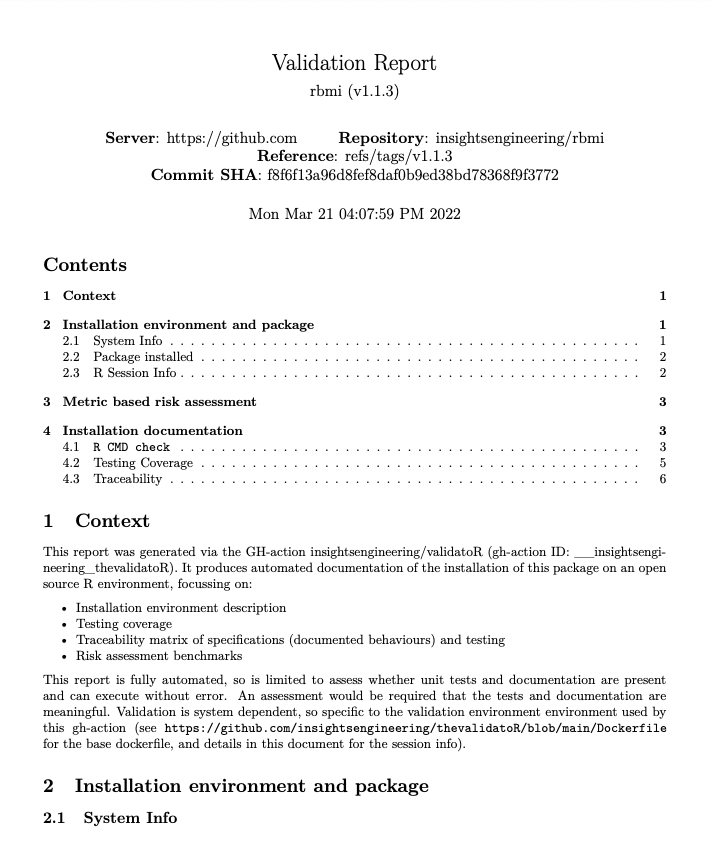 Validation Report
rbmi (v1.1.3)
Server: https://github.com Repository: insightsengineering/rbmi
Reference: refs/tags/v1.1.3
Commit SHA: f8f6f13a96d8fef8daf0b9ed38bd78368f9f3772
Mon Mar 21 04:07:59 PM 2022
Contents
1 Context 1
2 Installation environment and package 1
2.1 System Info . . . . . . . . . . . . . . . . . . . . . . . . . . . . . . . . . . . . . . . . . . . . . . 1
2.2 Package installed . . . . . . . . . . . . . . . . . . . . . . . . . . . . . . . . . . . . . . . . . . . 2
2.3 R Session Info . . . . . . . . . . . . . . . . . . . . . . . . . . . . . . . . . . . . . . . . . . . . . 2
3 Metric based risk assessment 3
4 Installation documentation 3
4.1 R CMD check . . . . . . . . . . . . . . . . . . . . . . . . . . . . . . . . . . . . . . . . . . . . . 3
4.2 Testing Coverage . . . . . . . . . . . . . . . . . . . . . . . . . . . . . . . . . . . . . . . . . . . 5
4.3 Traceability . . . . . . . . . . . . . . . . . . . . . . . . . . . . . . . . . . . . . . . . . . . . . . 6
1 Context
This report was generated via the GH-action insightsengineering/validatoR (gh-action ID: __insightsengi-
neering_thevalidatoR). It produces automated documentation of the installation of this package on an open
source R environment, focussing on:
• Installation environment description
• Testing coverage
• Traceability matrix of specifications (documented behaviours) and testing
• Risk assessment benchmarks
This report is fully automated, so is limited to assess whether unit tests and documentation are present
and can execute without error. An assessment would be required that the tests and documentation are
meaningful. Validation is system dependent, so specific to the validation environment environment used by
this gh-action (see https://github.com/insightsengineering/thevalidatoR/blob/main/Dockerfile
for the base dockerfile, and details in this document for the session info).
2 Installation environment and package
2.1 System Info